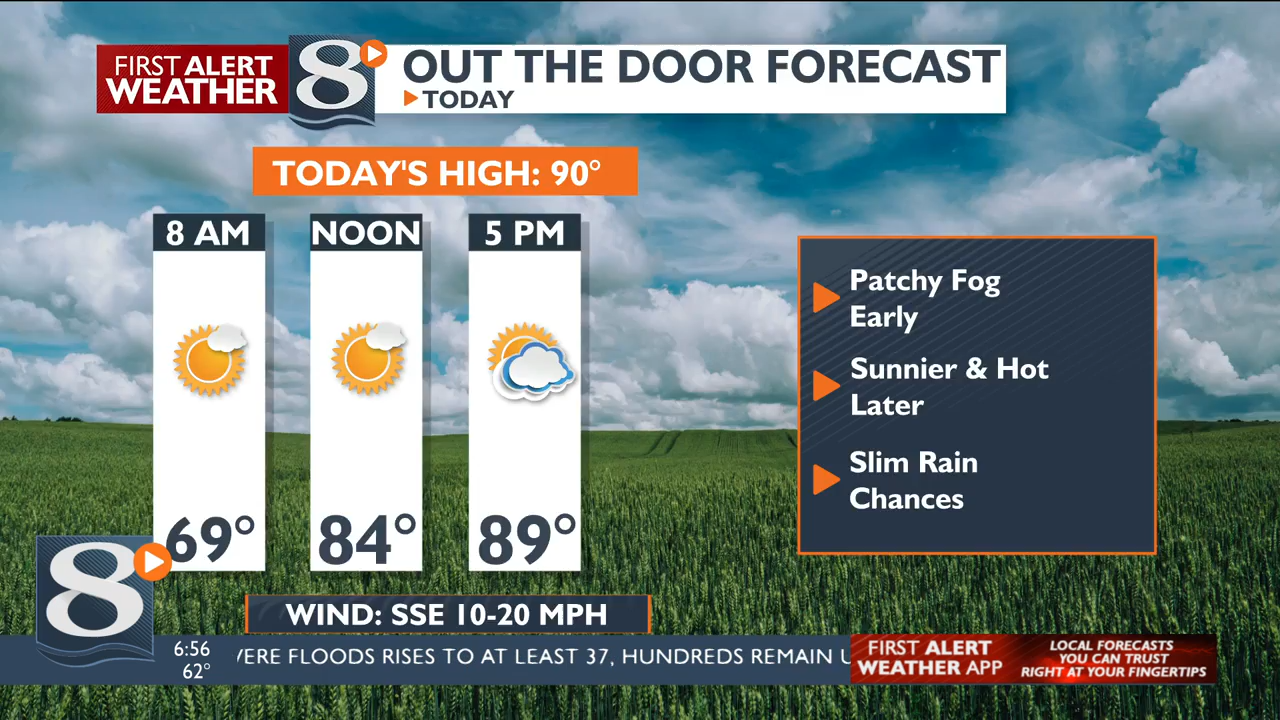 FIRST ALERT
WEATHER
8
OUT THE DOOR FORECAST
TODAY
TODAY'S HIGH: 90°
8 AM
NOON
5 PM
69°
84°
89°
Patchy Fog
Early
Sunnier & Hot
Later
Slim Rain
Chances
WIND: SSE 10-20 MPH
8
6:56
62°
VERE FLOODS RISES TO AT LEAST 37, HUNDREDS REMAIN U
FIRST ALERT
WEATHER APP
LOCAL FORECASTS
YOU CAN TRUST
RIGHT AT YOUR FINGERTIPS